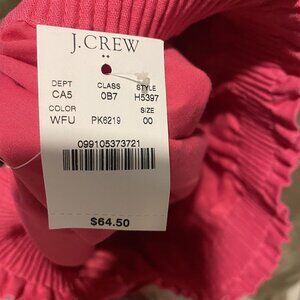 J.CREW
DEPT CLASS STYLE
CA5 0B7 H5397
COLOR SIZE
WFU PK6219 00
099105373721
$64.50